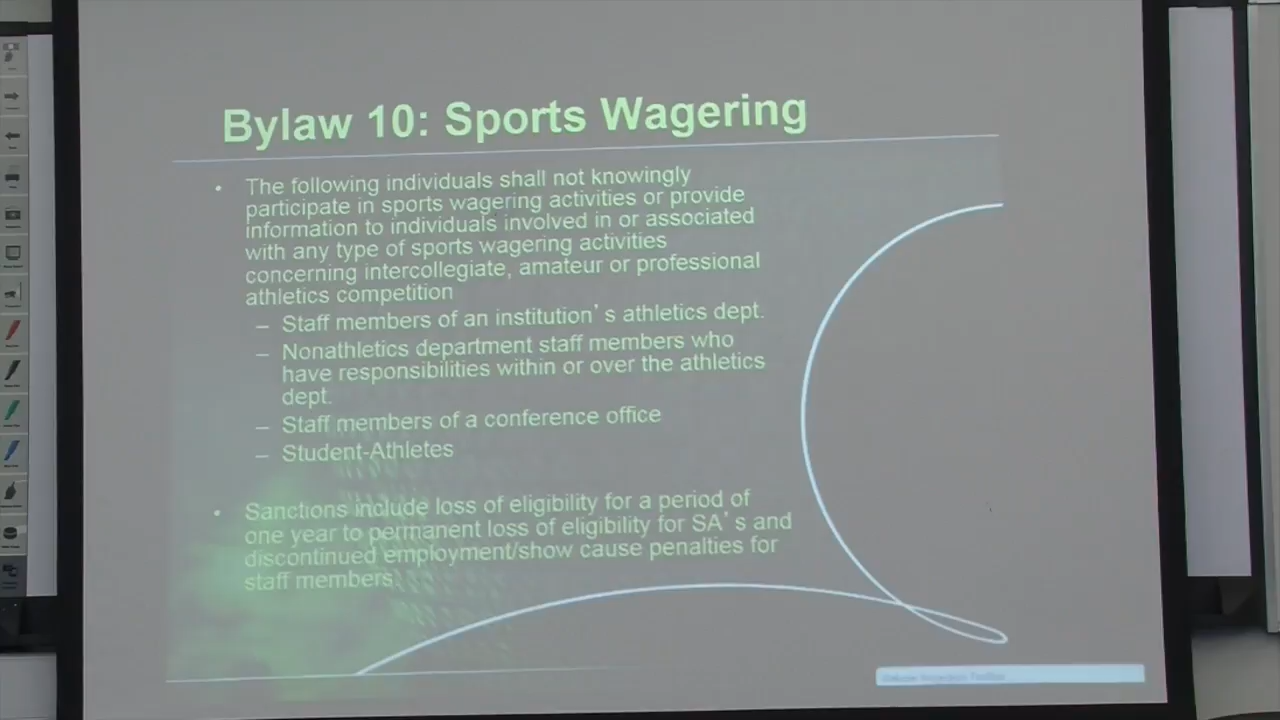 Bylaw 10: Sports Wagering
• The following individuals shall not knowingly
participate in sports wagering activities or provide
information to individuals involved in or associated
with any type of sports wagering activities
concerning intercollegiate, amateur or professional
athletics competition
– Staff members of an institution's athletics dept.
– Nonathletics department staff members who
have responsibilities within or over the athletics
dept.
– Staff members of a conference office
– Student-Athletes
• Sanctions include loss of eligibility for a period of
one year to permanent loss of eligibility for SA's and
discontinued employment/show cause penalties for
staff members.